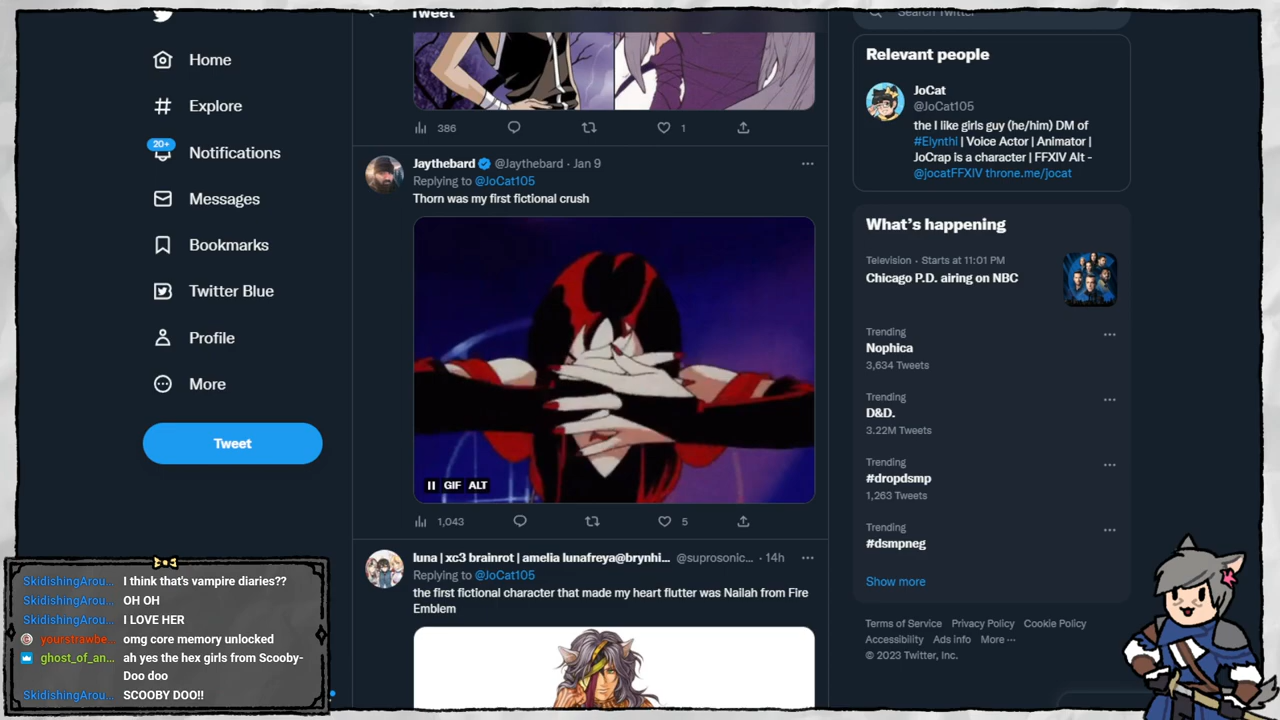 Home
Explore
20+
Notifications
Messages
Bookmarks
Twitter Blue
Profile
More
Tweet
Tweet
386
1
Jaythebard @Jaythebard · Jan 9
Replying to @JoCat105
Thorn was my first fictional crush
GIF ALT
1,043
5
luna | xc3 brainrot | amelia lunafreya@brynhi... @suprosonic... · 14h
Replying to @JoCat105
the first fictional character that made my heart flutter was Nailah from Fire
Emblem
Search Twitter
Relevant people
JoCat
@JoCat105
the I like girls guy (he/him) DM of
#Elynthi | Voice Actor | Animator |
JoCrap is a character | FFXIV Alt -
@jocatFFXIV throne.me/jocat
What's happening
Television · Starts at 11:01 PM
Chicago P.D. airing on NBC
Trending
Nophica
3,634 Tweets
Trending
D&D.
3.22M Tweets
Trending
#dropdsmp
1,263 Tweets
Trending
#dsmpneg
Show more
Terms of Service Privacy Policy Cookie Policy
Accessibility Ads info More ···
© 2023 Twitter, Inc.
SkidishingArou... I think that's vampire diaries??
SkidishingArou... OH OH
SkidishingArou... I LOVE HER
yourstrawbe... omg core memory unlocked
ghost_of_an... ah yes the hex girls from Scooby-
Doo doo
SkidishingArou... SCOOBY DOO!!